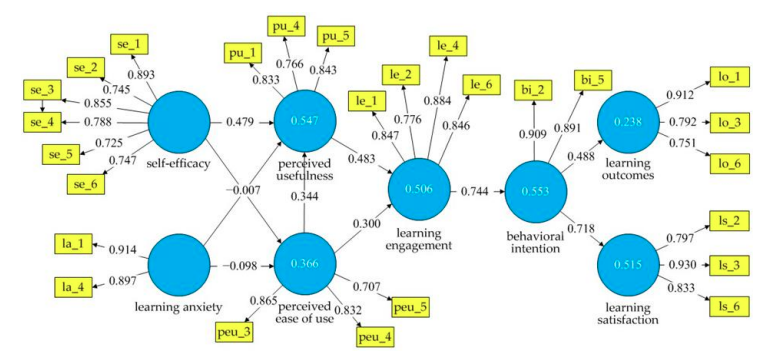 pu_4
le_4
se_1
pu_5
pu_1
0.766
le_2
se_2
0.893
0.833
0.843
le_6
bi_2
bi_5
lo_1
0.745
0.884
0.912
se_3
le_1
0.776
0.855
0.846
se_4
0.788
0.479
0.547
0.847
0.909
0.891
0.238
0.792
lo_3
0.725
0.751
se_5
0.747
self-efficacy
perceived
usefulness
0.483
0.488
learning
outcomes
lo_6
se_6
−0.007
0.344
0.506
0.744
0.553
0.300
learning
engagement
behavioral
intention
0.718
0.797
ls_2
la_1
0.914
−0.098
0.366
0.515
0.930
ls_3
la_4
0.897
0.707
0.833
learning anxiety
0.865
perceived
ease of use
0.832
peu_5
learning
satisfaction
ls_6
peu_3
peu_4